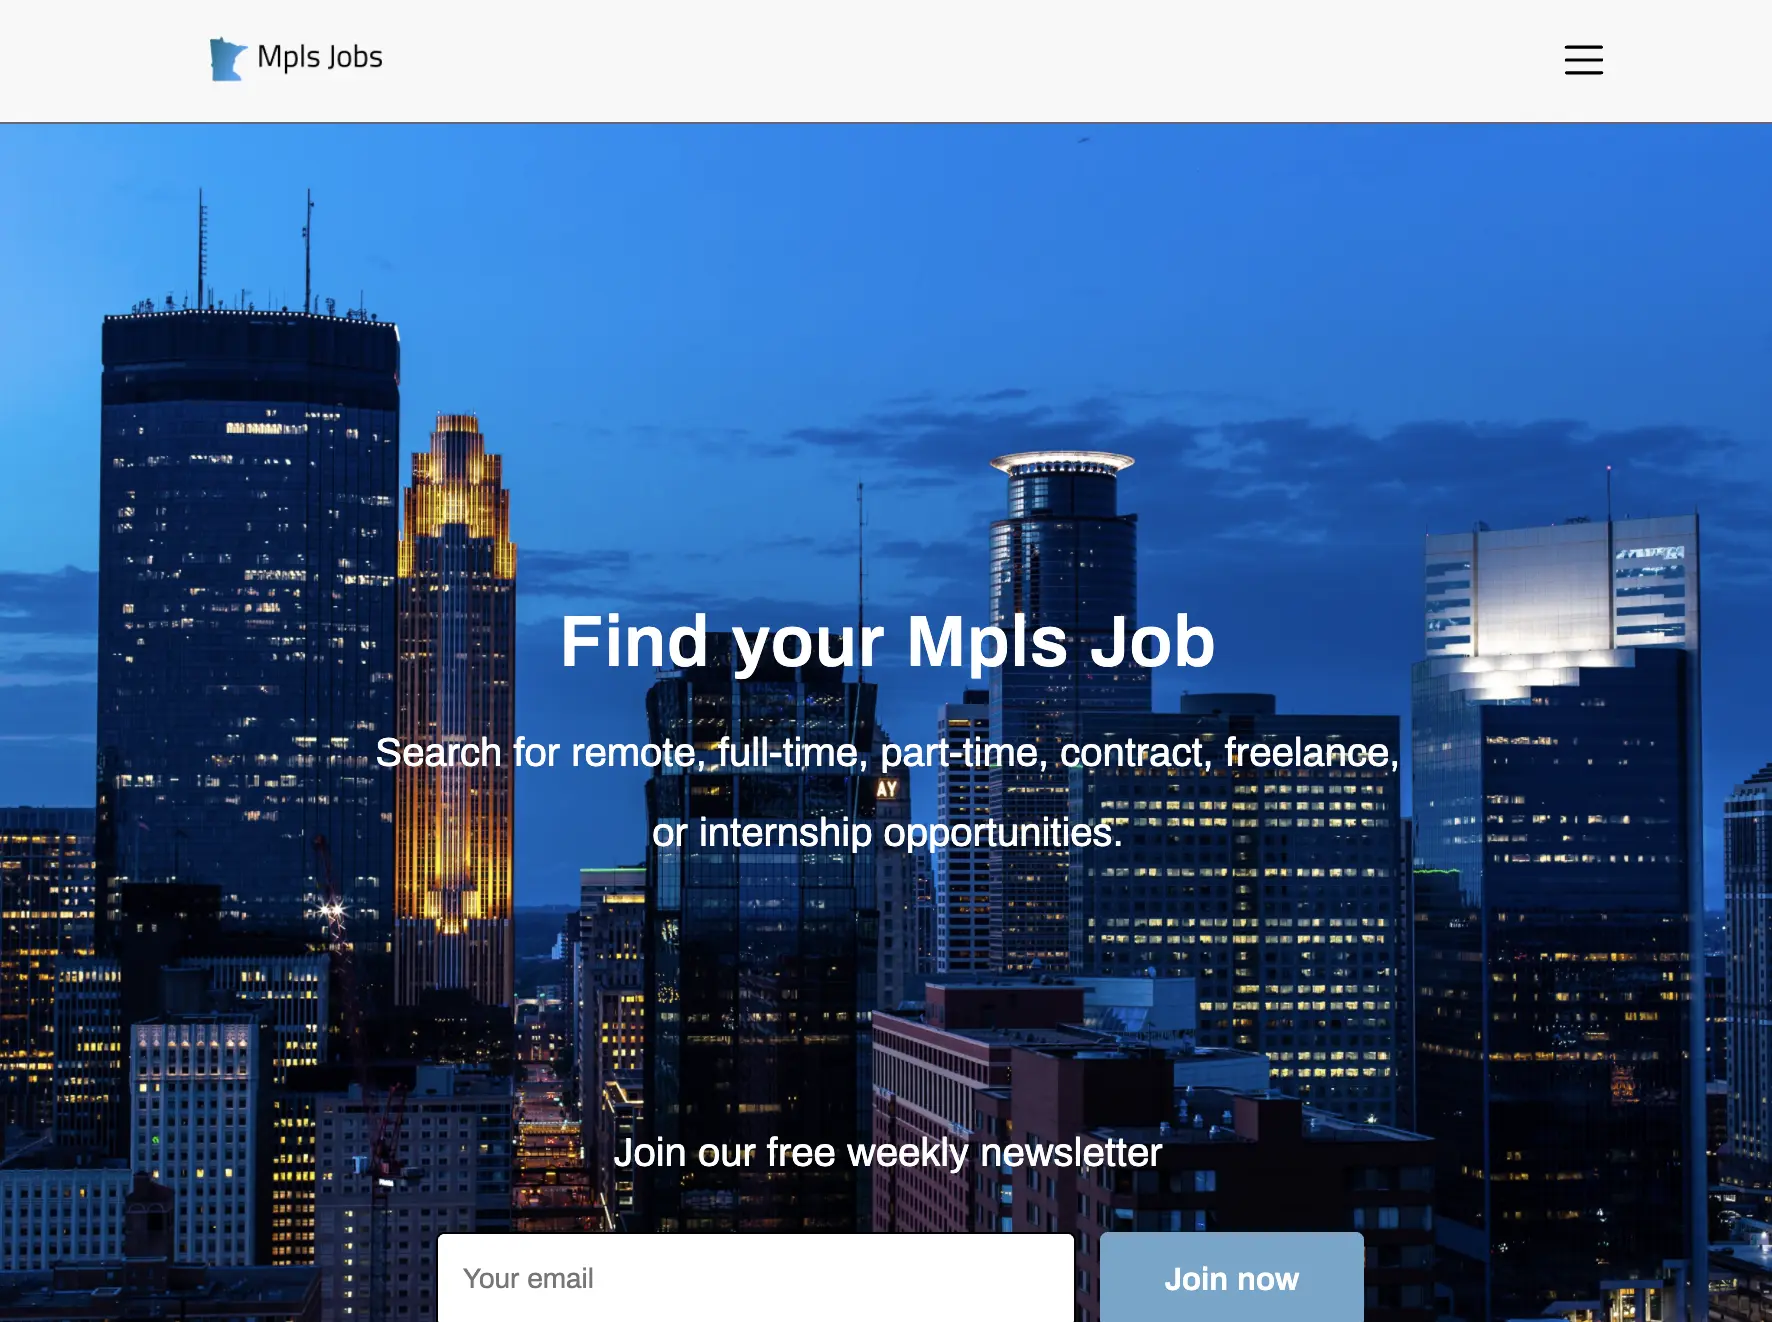 Mpls Jobs
Find your Mpls Job
Search for remote, full-time, part-time, contract, freelance,
AY
or internship opportunities.
Join our free weekly newsletter
Your email
Join now